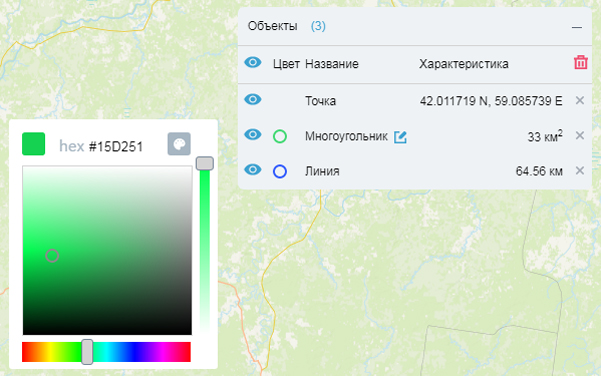 Объекты (3)
Цвет Название Характеристика
Точка 42.011719 N, 59.085739 E
Многоугольник 33 км²
Линия 64.56 км
hex #15D251